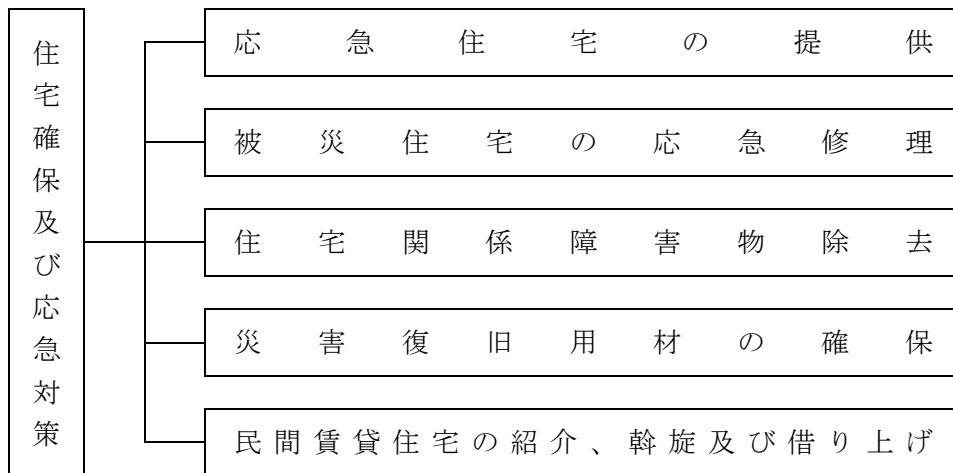 住宅確保及び応急対策
応急住宅の提供
被災住宅の応急修理
住宅関係障害物除去
災害復旧用材の確保
民間賃貸住宅の紹介、斡旋及び借り上げ